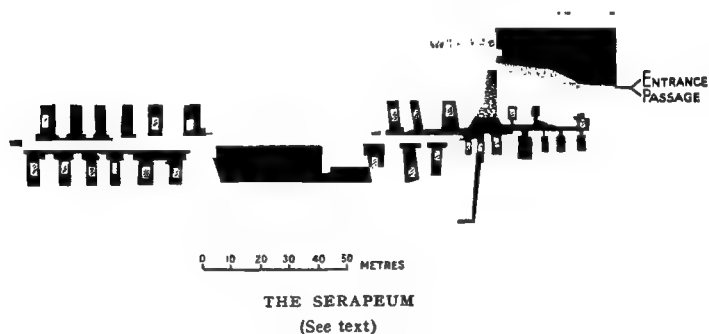 ENTRANCE
PASSAGE
0 10 20 30 40 50 METRES
THE SERAPEUM
(See text)